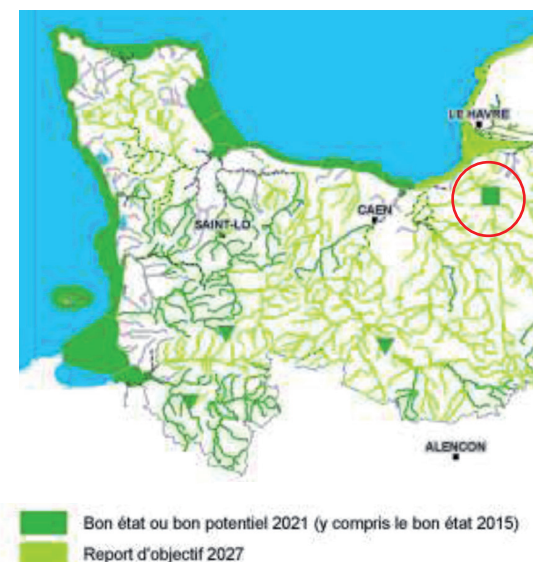 LE HAVRE
CAEN
SAINT-LO
ALENCON
Bon état ou bon potentiel 2021 (y compris le bon état 2015)
Report d'objectif 2027